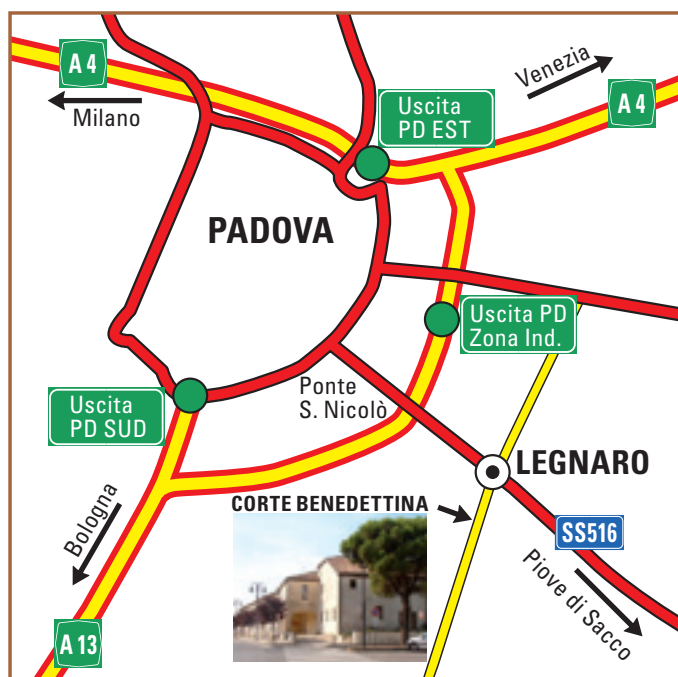 A 4
Milano
Uscita
PD EST
Venezia
A 4
PADOVA
Uscita PD
Zona Ind.
Ponte
S. Nicolò
Uscita
PD SUD
LEGNARO
CORTE BENEDETTINA
Bologna
SS516
Piove di Sacco
A 13